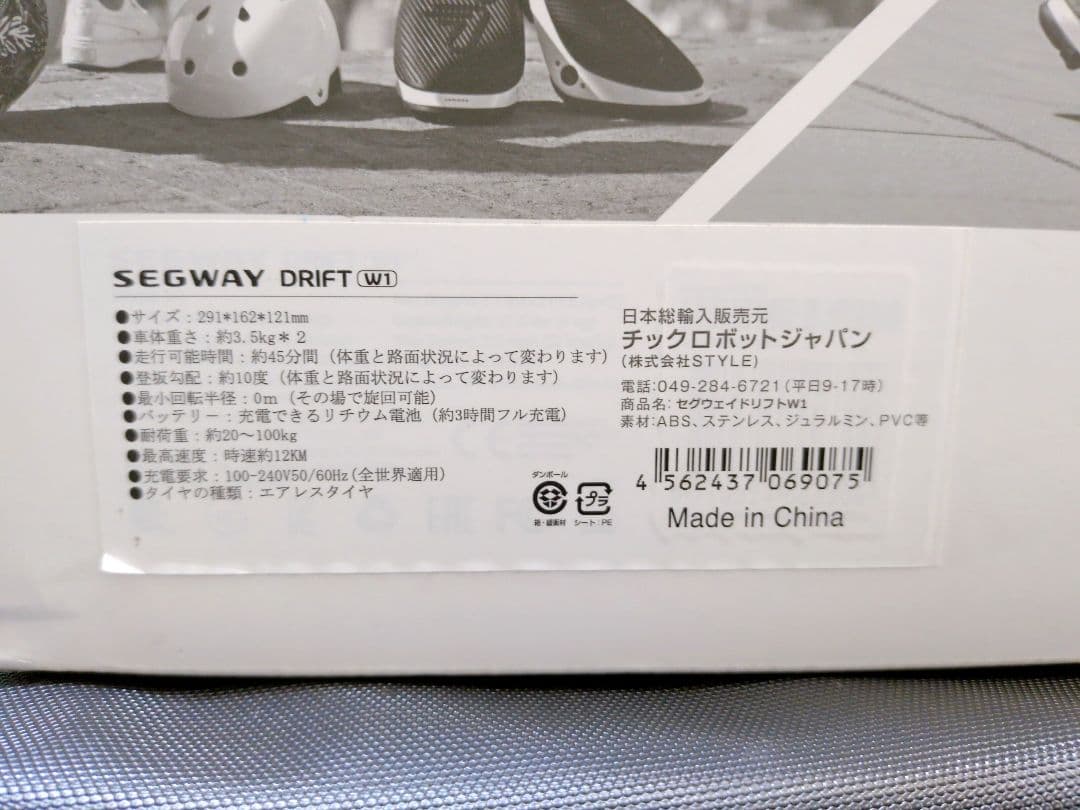 SEGWAY DRIFT W1
●サイズ：291*162*121mm
●車体重さ：約3.5kg＊2
●走行可能時間：約45分間（体重と路面状況によって変わります）
●登坂勾配：約10度（体重と路面状況によって変わります）
●最小回転半径：0m（その場で旋回可能）
●バッテリー：充電できるリチウム電池（約3時間フル充電）
●耐荷重：約20〜100kg
●最高速度：時速約12KM
●充電要求：100-240V50/60Hz(全世界適用)
●タイヤの種類：エアレスタイヤ
日本総輸入販売元
チックロボットジャパン
(株式会社STYLE)
電話:049-284-6721(平日9-17時)
商品名: セグウェイドリフトW1
素材:ABS、ステンレス、ジュラルミン、PVC等
ダンボール
紙・緩衝材
プラ
シート:PE
4 562437 069075
Made in China